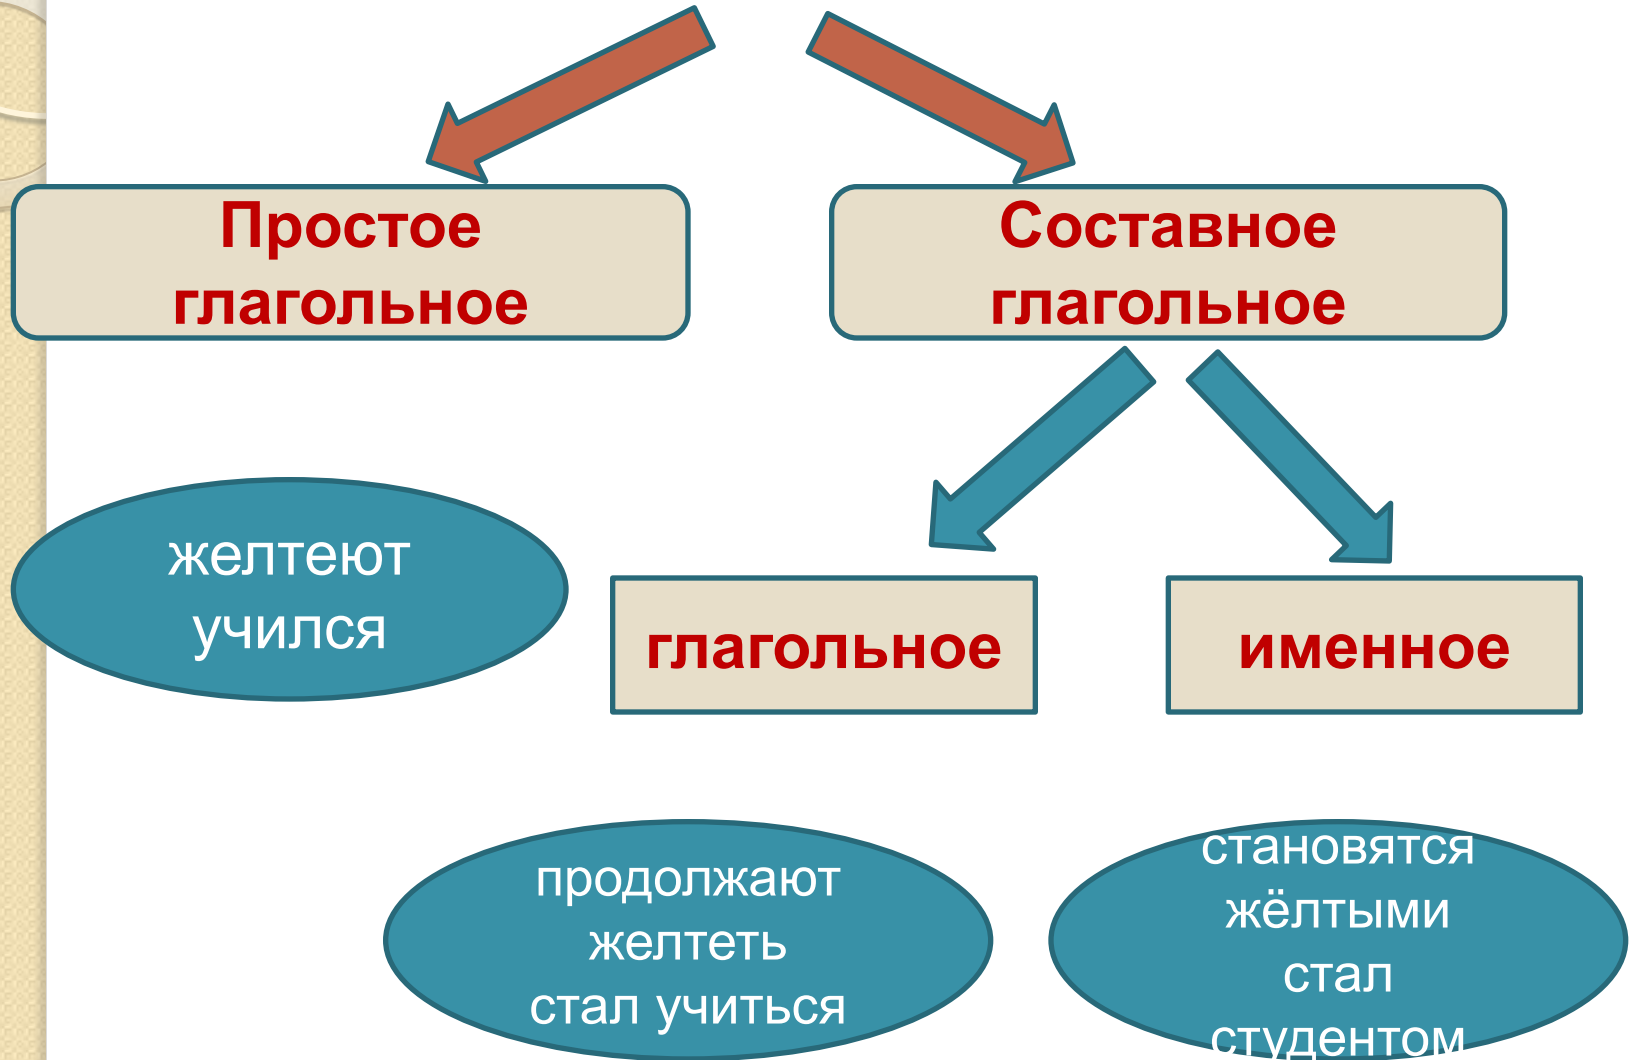 Простое
глагольное
Составное
глагольное
желтеют
учился
глагольное
именное
продолжают
желтеть
стал учиться
становятся
жёлтыми
стал
студентом